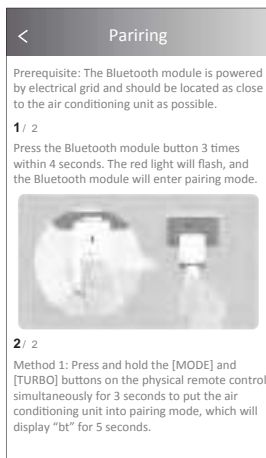 Pariring
Prerequisite: The Bluetooth module is powered
by electrical grid and should be located as close
to the air conditioning unit as possible.
1 / 2
Press the Bluetooth module button 3 times
within 4 seconds. The red light will flash, and
the Bluetooth module will enter pairing mode.
2 / 2
Method 1: Press and hold the [MODE] and
[TURBO] buttons on the physical remote control
simultaneously for 3 seconds to put the air
conditioning unit into pairing mode, which will
display “bt” for 5 seconds.